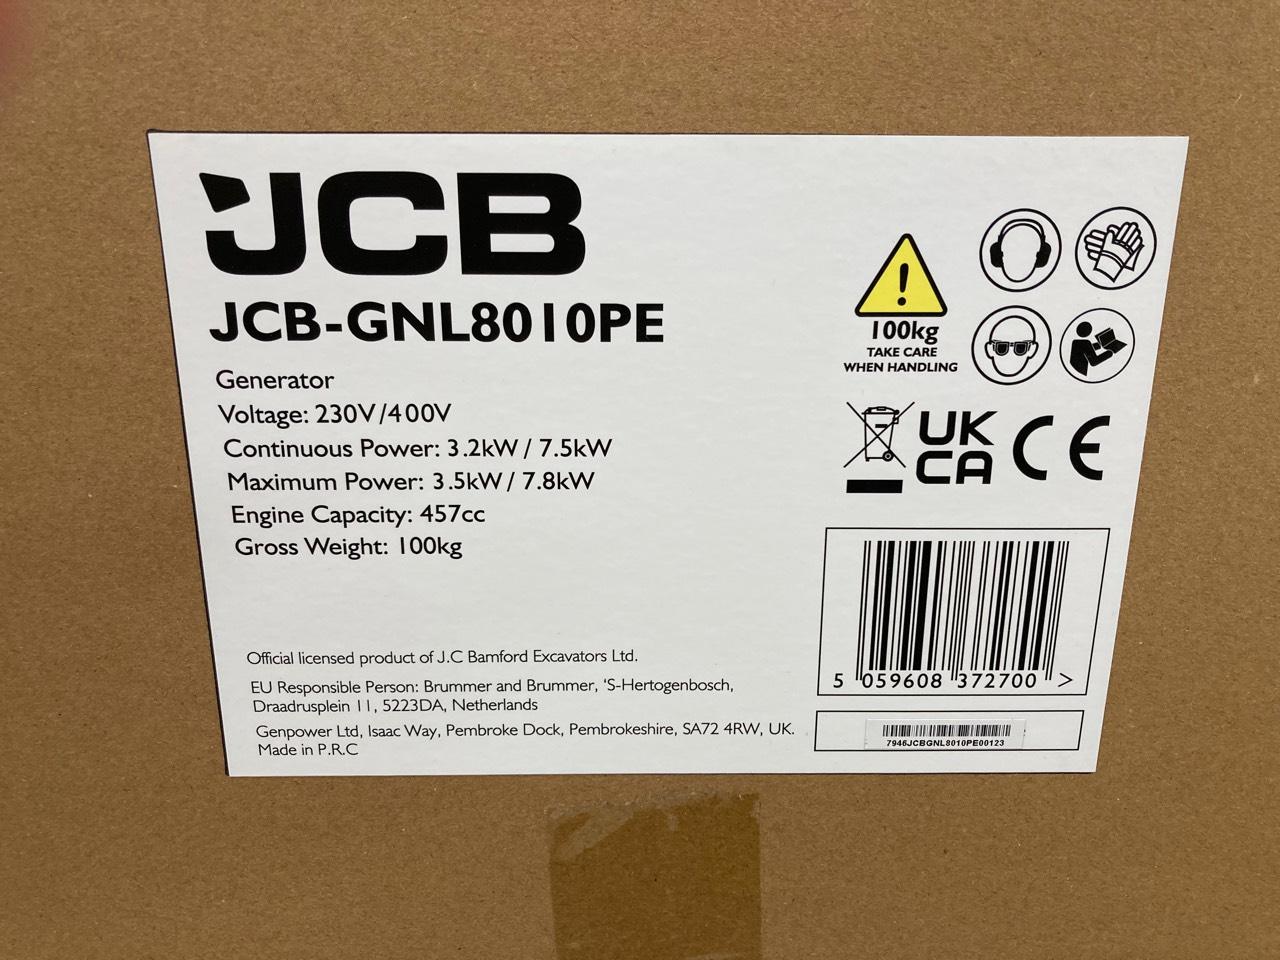 JCB
JCB-GNL8010PE
Generator
Voltage: 230V/400V
Continuous Power: 3.2kW / 7.5kW
Maximum Power: 3.5kW / 7.8kW
Engine Capacity: 457cc
Gross Weight: 100kg
Official licensed product of J.C Bamford Excavators Ltd.
EU Responsible Person: Brummer and Brummer, 'S-Hertogenbosch,
Draadrusplein 11, 5223DA, Netherlands
Genpower Ltd, Isaac Way, Pembroke Dock, Pembrokeshire, SA72 4RW, UK.
Made in P.R.C
100kg
TAKE CARE
WHEN HANDLING
UK
CA
CE
5 059608 372700 >
7946JCBGNL8010PE00123